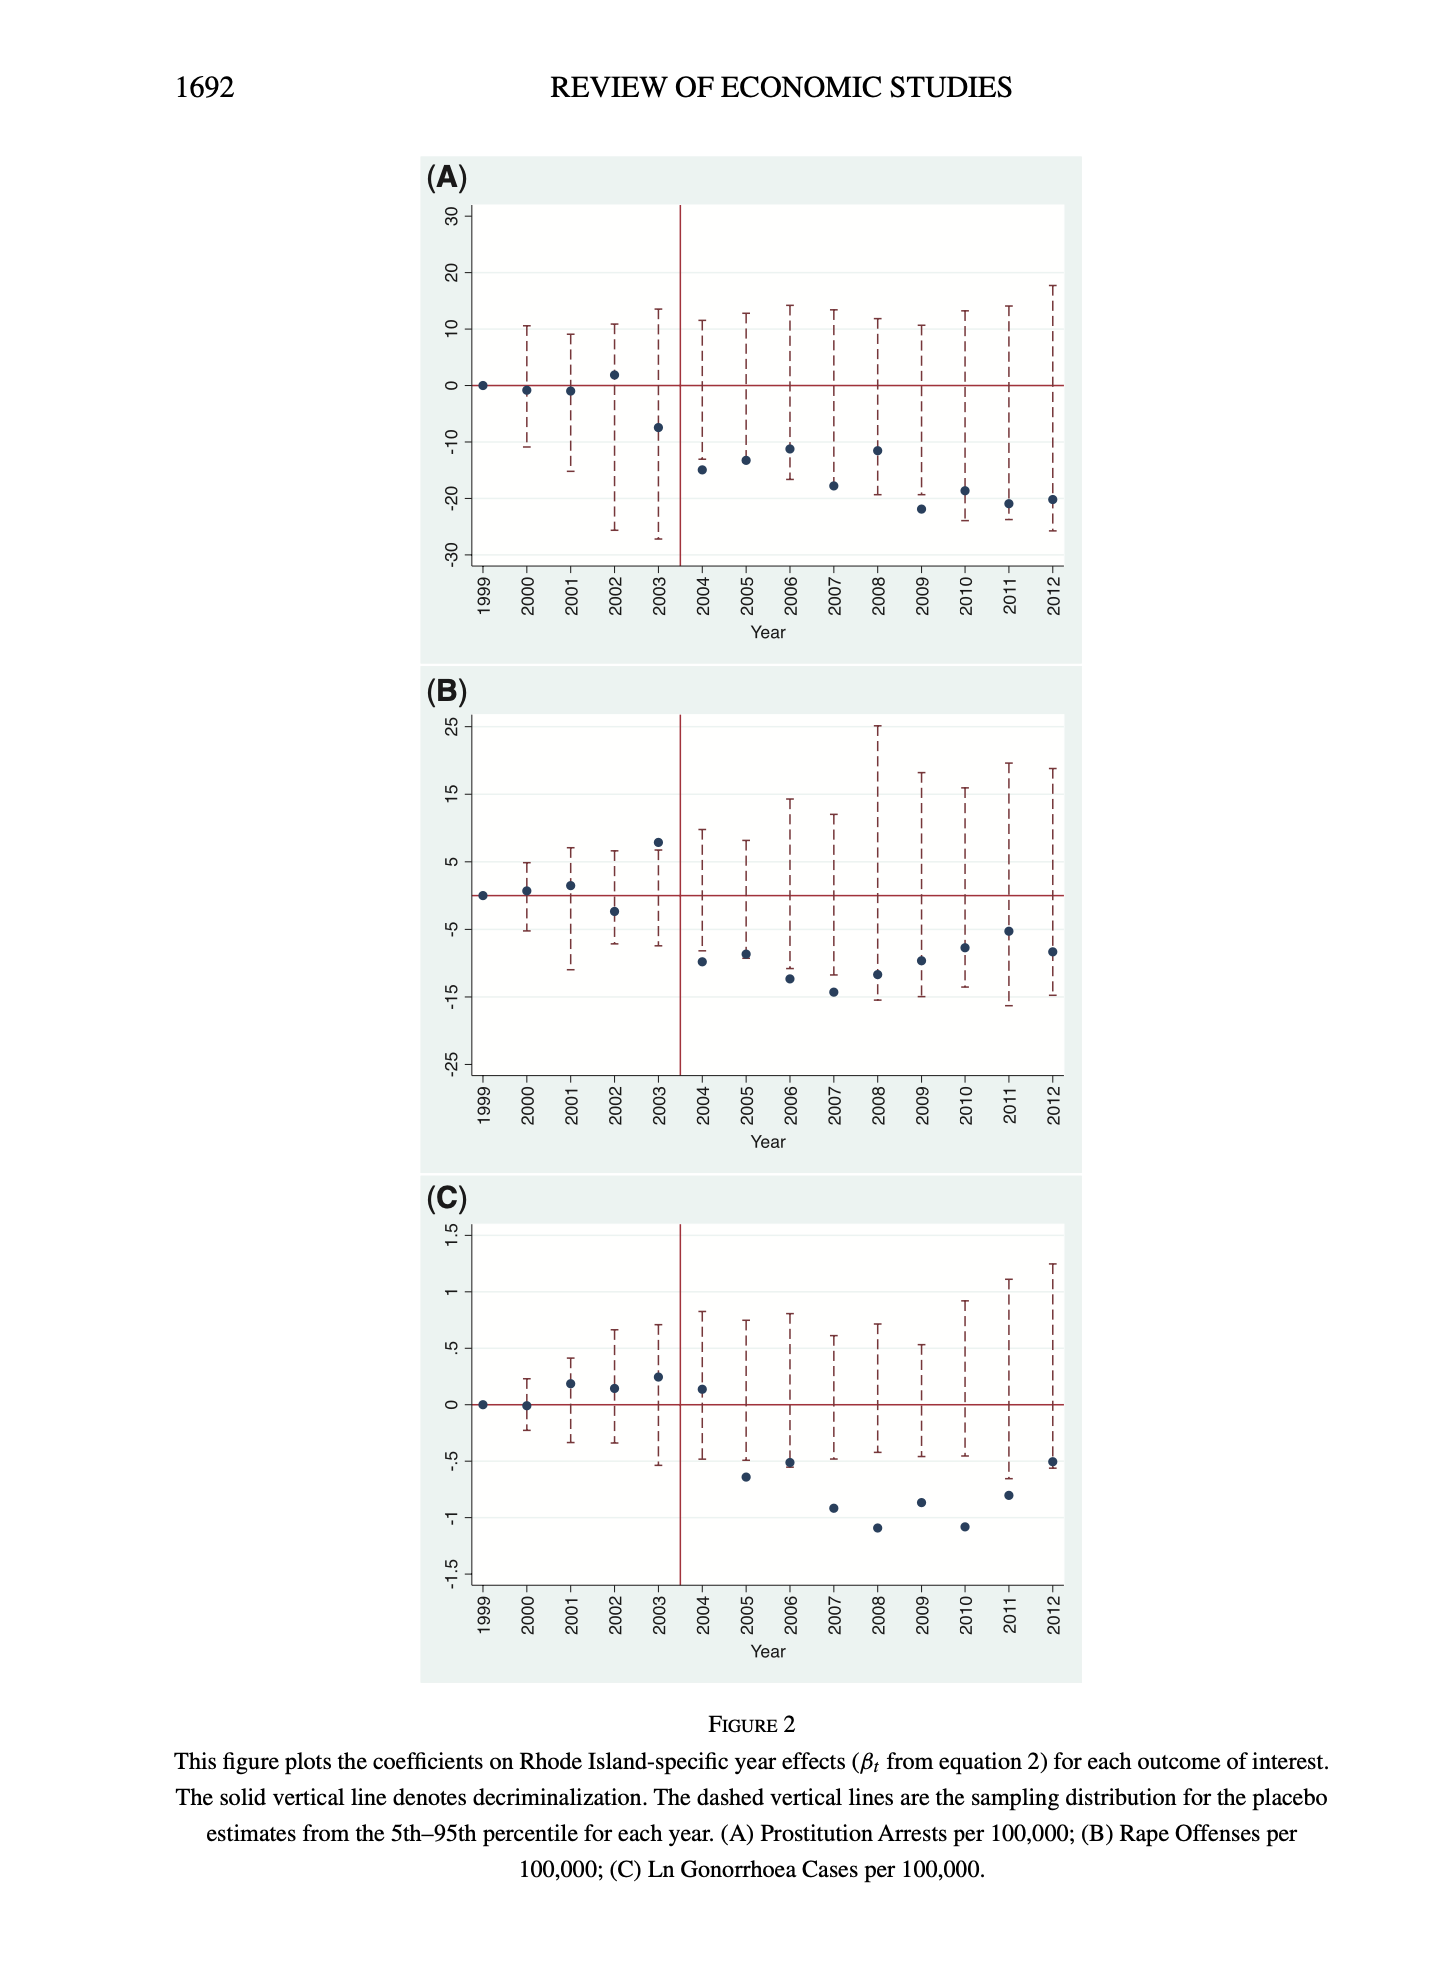 1692
REVIEW OF ECONOMIC STUDIES
(A)
30
20
10
0
-10
-20
-30
1999 2000 2001 2002 2003 2004 2005 2006 2007 2008 2009 2010 2011 2012
Year
(B)
25
15
5
-5
-15
-25
1999 2000 2001 2002 2003 2004 2005 2006 2007 2008 2009 2010 2011 2012
Year
(C)
1.5
1
.5
0
-.5
-1
-1.5
1999 2000 2001 2002 2003 2004 2005 2006 2007 2008 2009 2010 2011 2012
Year
FIGURE 2
This figure plots the coefficients on Rhode Island-specific year effects (βt from equation 2) for each outcome of interest.
The solid vertical line denotes decriminalization. The dashed vertical lines are the sampling distribution for the placebo
estimates from the 5th–95th percentile for each year. (A) Prostitution Arrests per 100,000; (B) Rape Offenses per
100,000; (C) Ln Gonorrhoea Cases per 100,000.